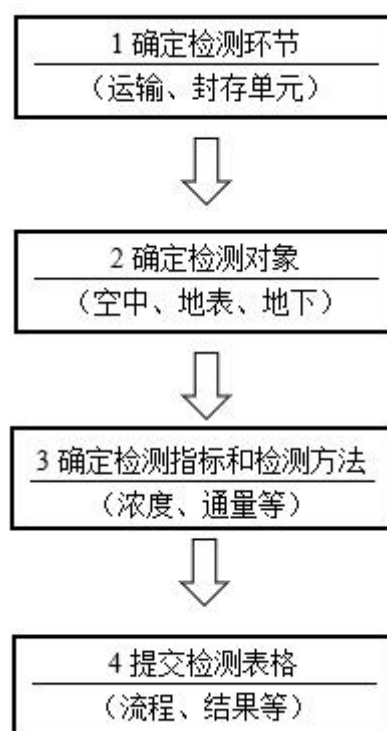 1 确定检测环节
（运输、封存单元）
2 确定检测对象
（空中、地表、地下）
3 确定检测指标和检测方法
（浓度、通量等）
4 提交检测表格
（流程、结果等）